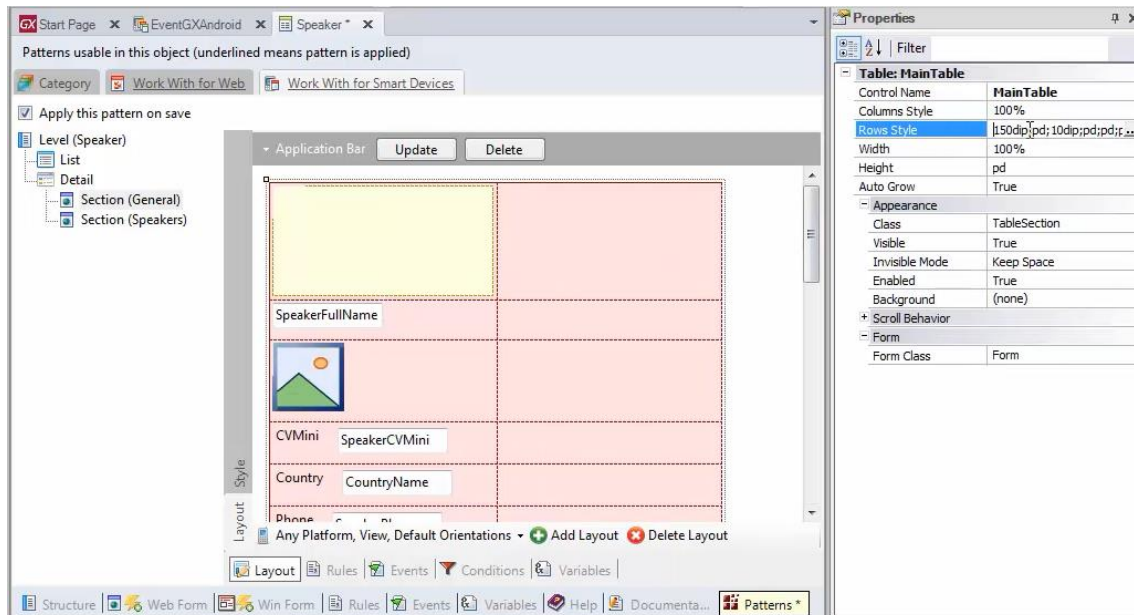 GX Start Page X EventGXAndroid X Speaker* X
Patterns usable in this object (underlined means pattern is applied)
Category Work With for Web Work With for Smart Devices
Apply this pattern on save
Level (Speaker)
List
Detail
Section (General)
Section (Speakers)
Application Bar Update Delete
SpeakerFullName
CVMini SpeakerCVMini
Country CountryName
Phone
Style
Layout
Any Platform, View, Default Orientations Add Layout Delete Layout
Layout Rules Events Conditions Variables
Structure Web Form Win Form Rules Events Variables Help Documenta... Patterns*
Properties
Filter
Table: MainTable
Control Name MainTable
Columns Style 100%
Rows Style 150dip;pd;10dip;pd;pd;p...
Width 100%
Height pd
Auto Grow True
Appearance
Class TableSection
Visible True
Invisible Mode Keep Space
Enabled True
Background (none)
Scroll Behavior
Form
Form Class Form